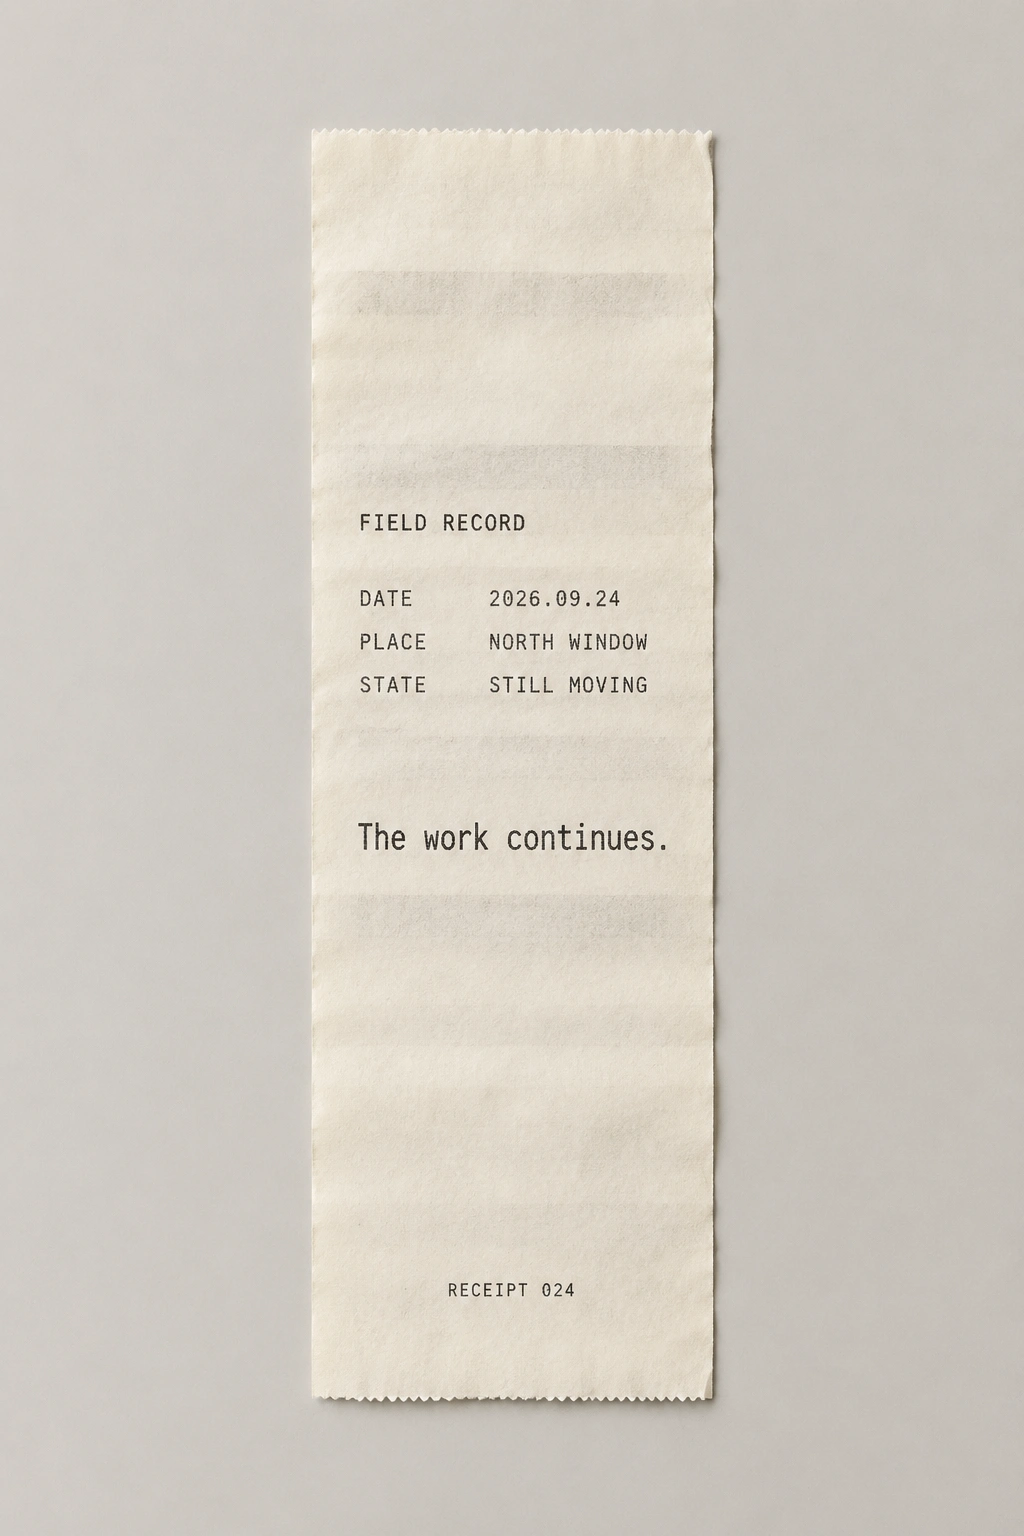 FIELD RECORD
DATE 2026.09.24
PLACE NORTH WINDOW
STATE STILL MOVING
The work continues.
RECEIPT 024